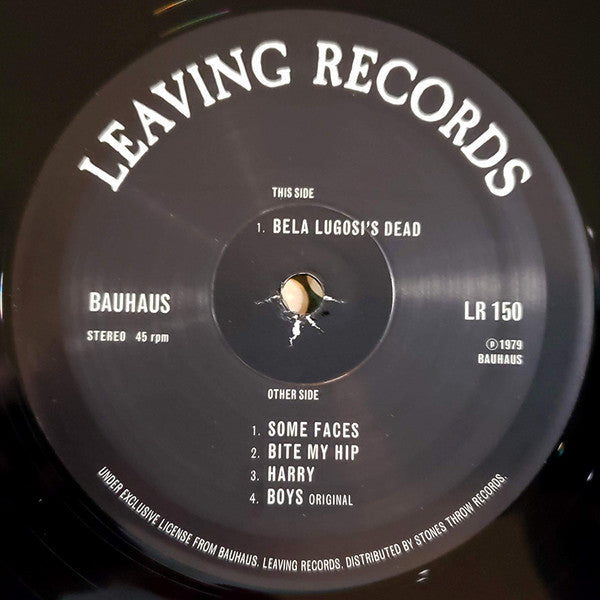 LEAVING RECORDS
THIS SIDE
1. BELA LUGOSI'S DEAD
BAUHAUS
STEREO 45 rpm
LR 150
℗ 1979
BAUHAUS
OTHER SIDE
1. SOME FACES
2. BITE MY HIP
3. HARRY
4. BOYS ORIGINAL
UNDER EXCLUSIVE LICENSE FROM BAUHAUS. LEAVING RECORDS. DISTRIBUTED BY STONES THROW RECORDS.